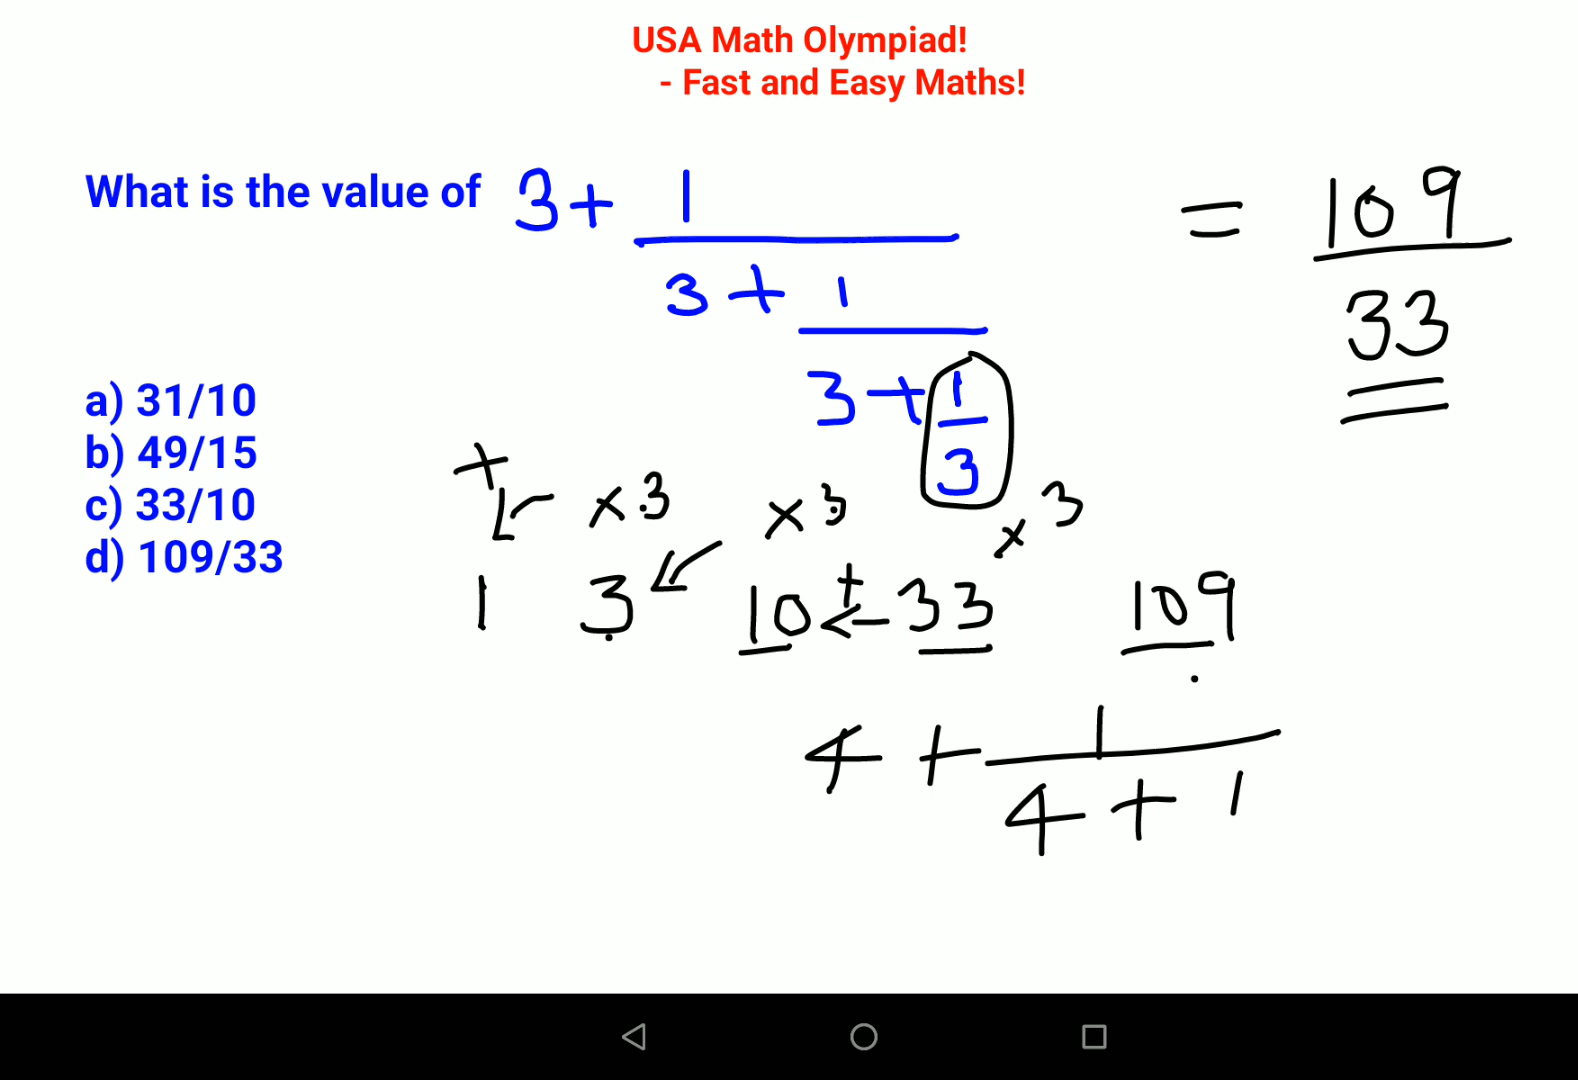 USA Math Olympiad!
- Fast and Easy Maths!
What is the value of 3 + 1
3 + 1
3 + 1
3
= 109
33
a) 31/10
b) 49/15
c) 33/10
d) 109/33
+ ×3 ×3 ×3
1 3 10 + 33 109
4 + 1
4 + 1